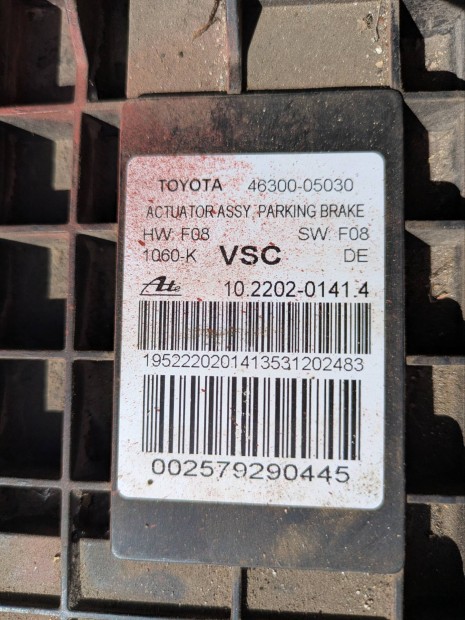 TOYOTA 46300-05030
ACTUATOR ASSY, PARKING BRAKE
HW. F08 SW. F08
1060-K VSC DE
Ate 10.2202-0141.4
1952220201413531202483
002579290445